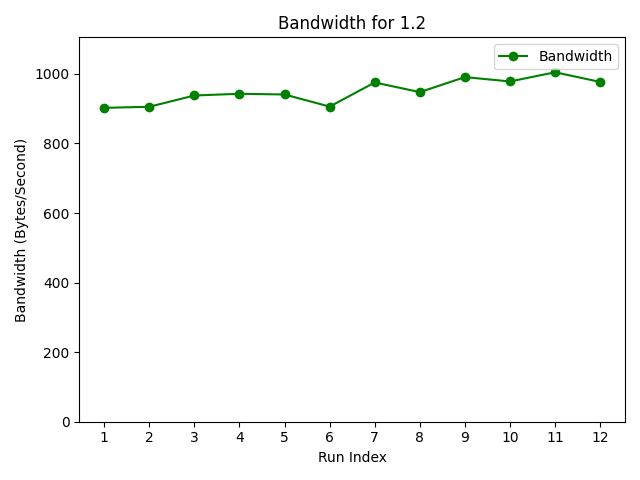 Bandwidth for 1.2
Bandwidth
Bandwidth (Bytes/Second)
1000
800
600
400
200
0
1 2 3 4 5 6 7 8 9 10 11 12
Run Index